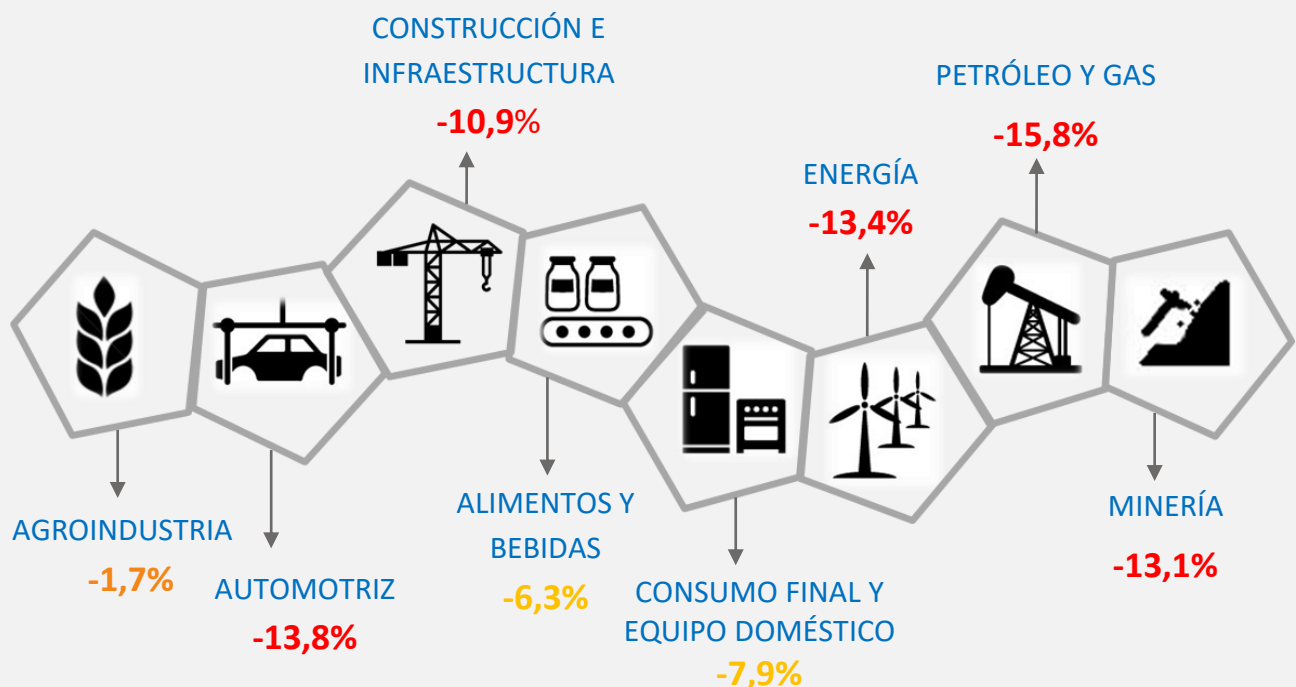 CONSTRUCCIÓN E
INFRAESTRUCTURA
-10,9%
PETRÓLEO Y GAS
-15,8%
ENERGÍA
-13,4%
AGROINDUSTRIA
-1,7%
AUTOMOTRIZ
-13,8%
ALIMENTOS Y
BEBIDAS
-6,3%
CONSUMO FINAL Y
EQUIPO DOMÉSTICO
-7,9%
MINERÍA
-13,1%